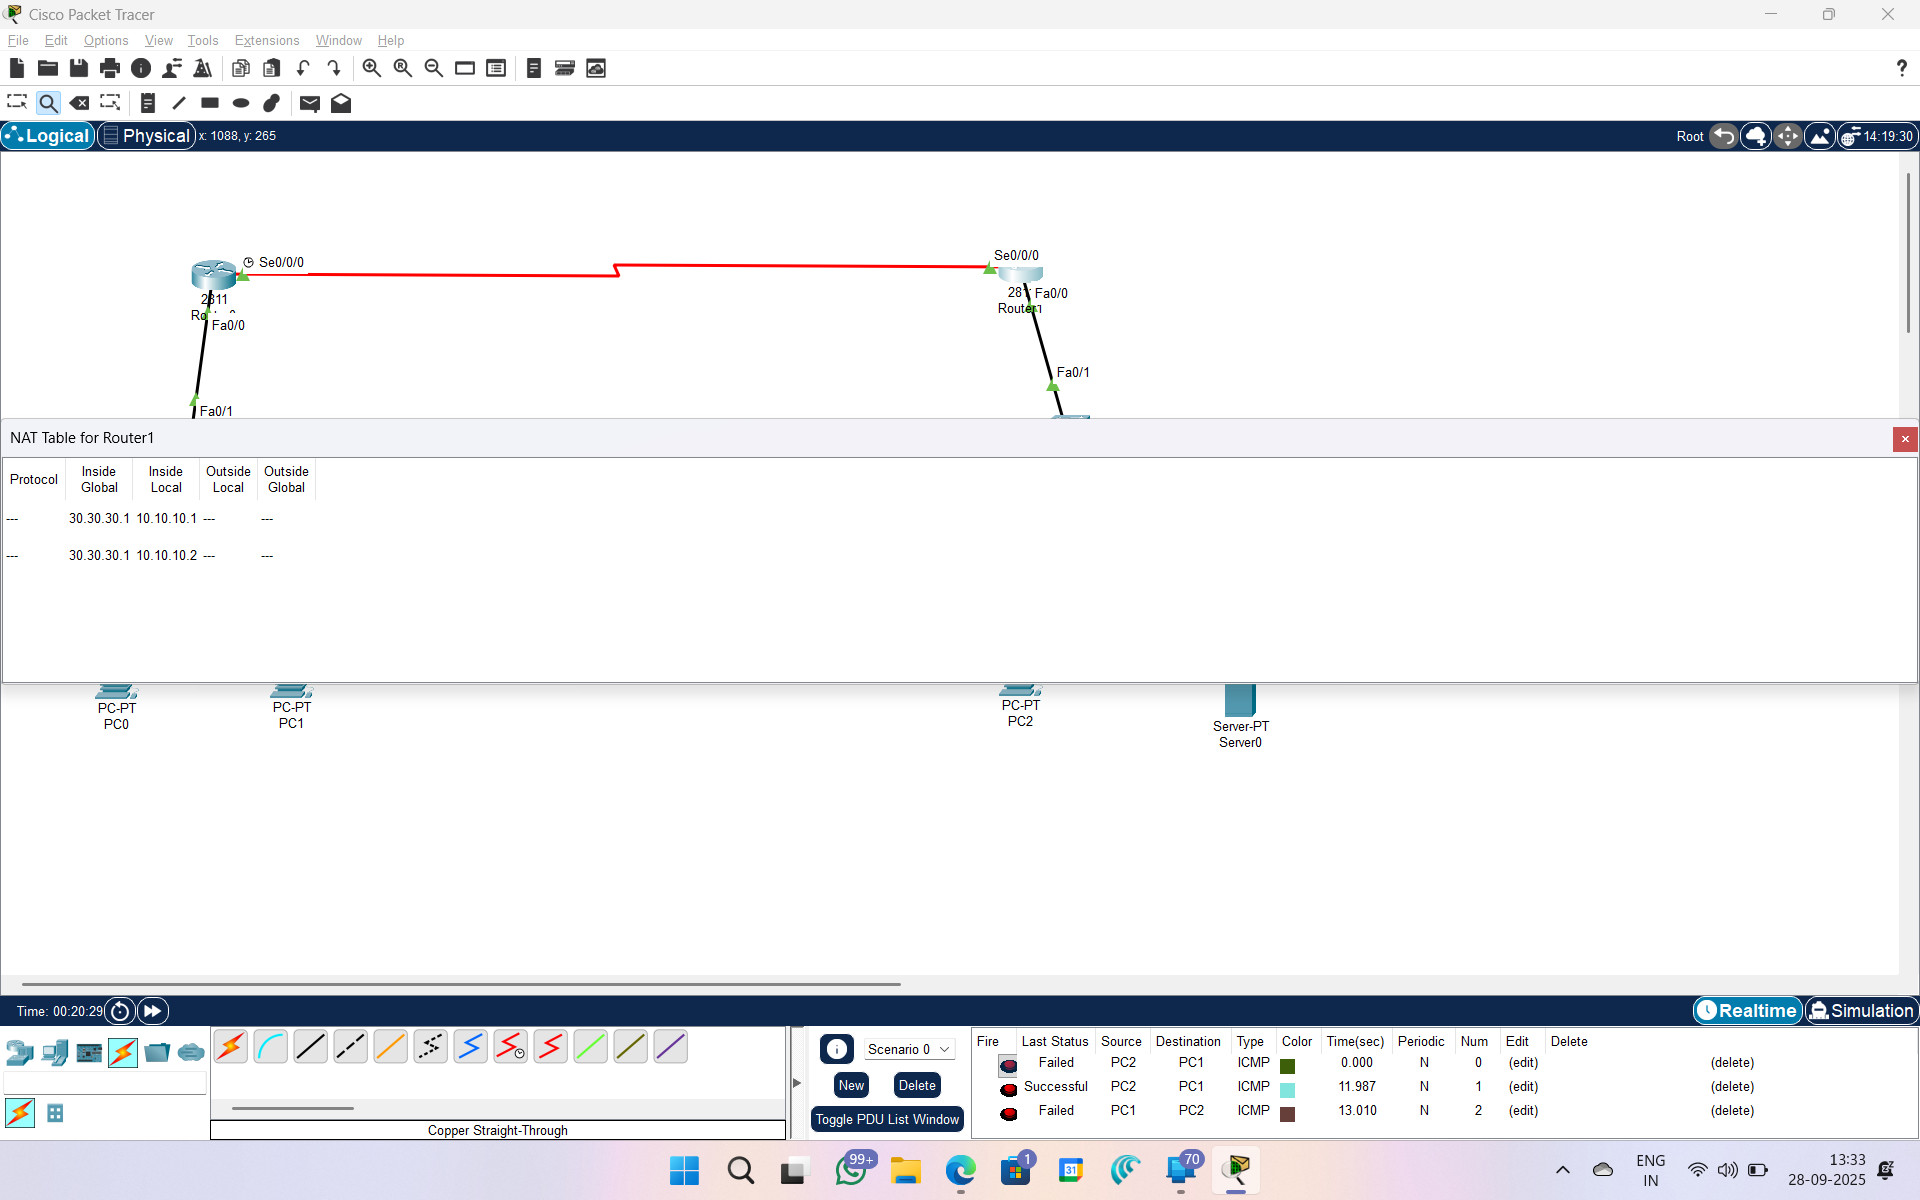 Cisco Packet Tracer
File Edit Options View Tools Extensions Window Help
?
Logical Physical x: 1088, y: 265 Root 14:19:30
Se0/0/0 Se0/0/0
2811 Fa0/0
Router1
Fa0/0
Fa0/1
Fa0/1
NAT Table for Router1
Protocol Inside Global Inside Local Outside Local Outside Global
--- 30.30.30.1 10.10.10.1 --- ---
--- 30.30.30.1 10.10.10.2 --- ---
PC-PT PC-PT PC-PT
PC0 PC1 PC2
Server-PT
Server0
Time: 00:20:29 Realtime Simulation
Scenario 0
New Delete
Toggle PDU List Window
Copper Straight-Through
Fire Last Status Source Destination Type Color Time(sec) Periodic Num Edit Delete
Failed PC2 PC1 ICMP 0.000 N 0 (edit) (delete)
Successful PC2 PC1 ICMP 11.987 N 1 (edit) (delete)
Failed PC1 PC2 ICMP 13.010 N 2 (edit) (delete)
99+ 1 31 70
ENG
IN
13:33
28-09-2025